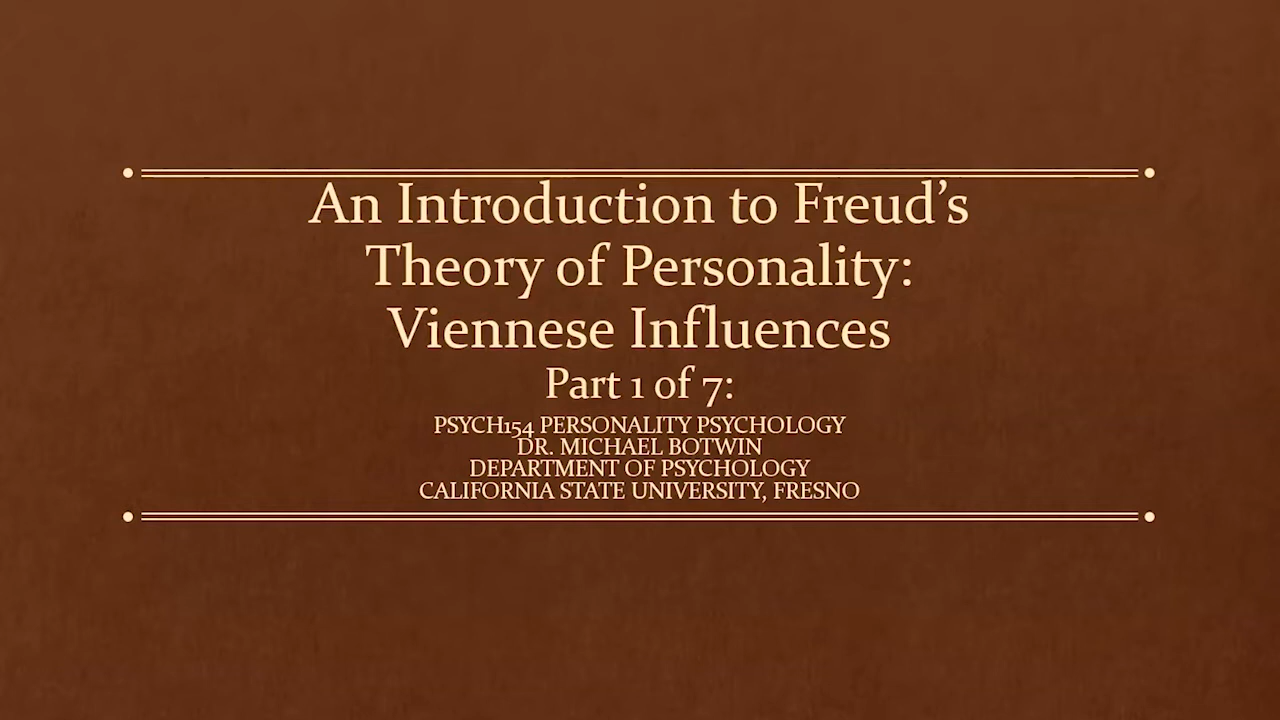 An Introduction to Freud’s
Theory of Personality:
Viennese Influences
Part 1 of 7:
PSYCH154 PERSONALITY PSYCHOLOGY
DR. MICHAEL BOTWIN
DEPARTMENT OF PSYCHOLOGY
CALIFORNIA STATE UNIVERSITY, FRESNO